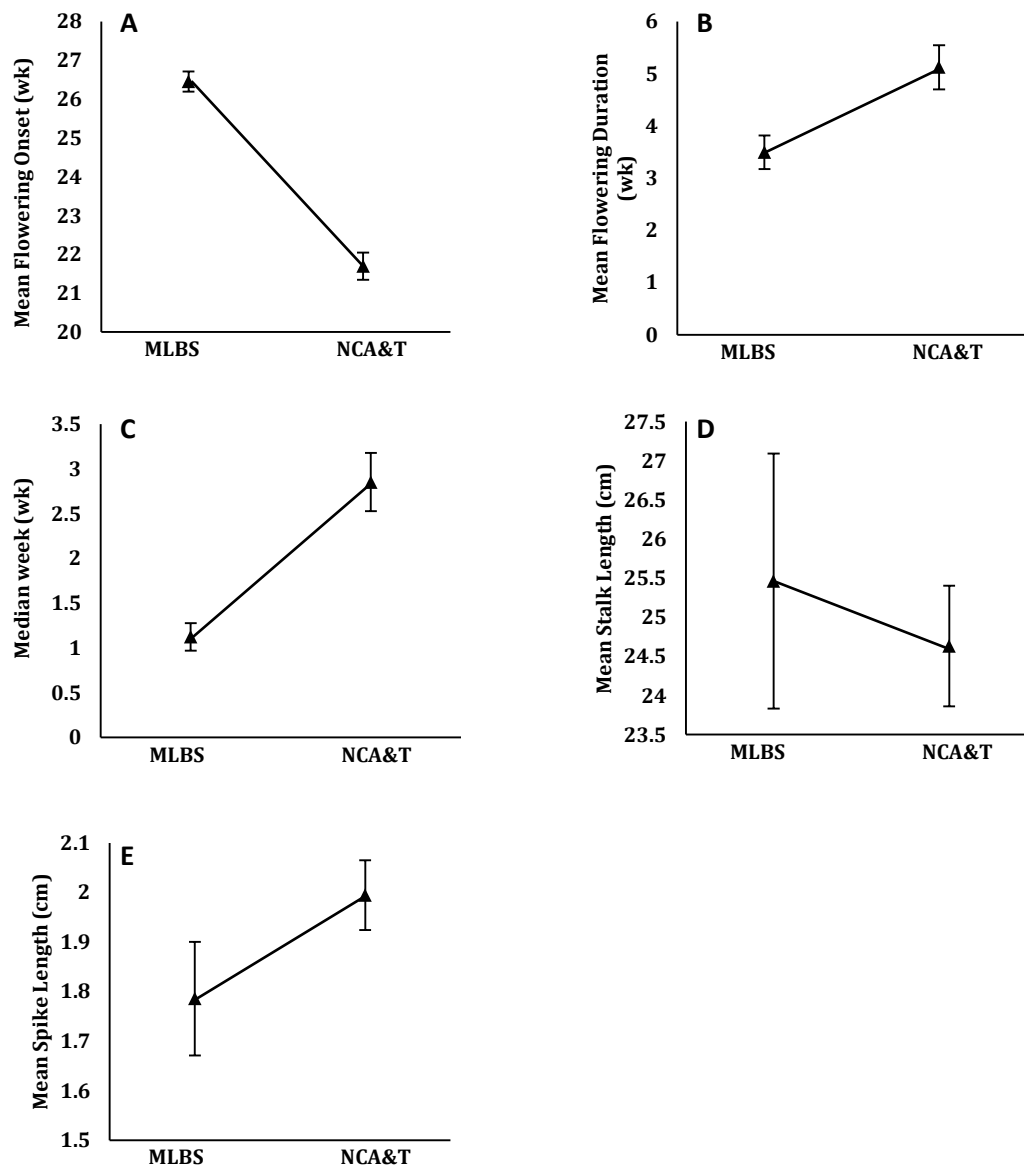 A
Mean Flowering Onset (wk)
28
27
26
25
24
23
22
21
20
MLBS NCA&T
B
Mean Flowering Duration
(wk)
6
5
4
3
2
1
0
MLBS NCA&T
C
Median week (wk)
3.5
3
2.5
2
1.5
1
0.5
0
MLBS NCA&T
D
Mean Stalk Length (cm)
27.5
27
26.5
26
25.5
25
24.5
24
23.5
MLBS NCA&T
E
Mean Spike Length (cm)
2.1
2
1.9
1.8
1.7
1.6
1.5
MLBS NCA&T